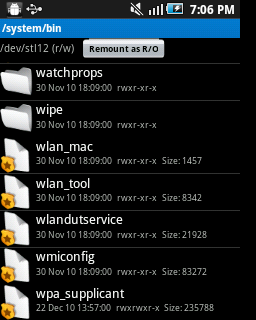 7:06 PM
/system/bin
/dev/stl12 (r/w) Remount as R/O
watchprops
30 Nov 10 18:09:00 rwxr-xr-x
wipe
30 Nov 10 18:09:00 rwxr-xr-x
wlan_mac
30 Nov 10 18:09:00 rwxr-xr-x Size: 1457
wlan_tool
30 Nov 10 18:09:00 rwxr-xr-x Size: 8342
wlandutservice
30 Nov 10 18:09:00 rwxr-xr-x Size: 21928
wmiconfig
30 Nov 10 18:09:00 rwxr-xr-x Size: 83272
wpa_supplicant
22 Dec 10 13:57:00 rwxrwxr-x Size: 235788